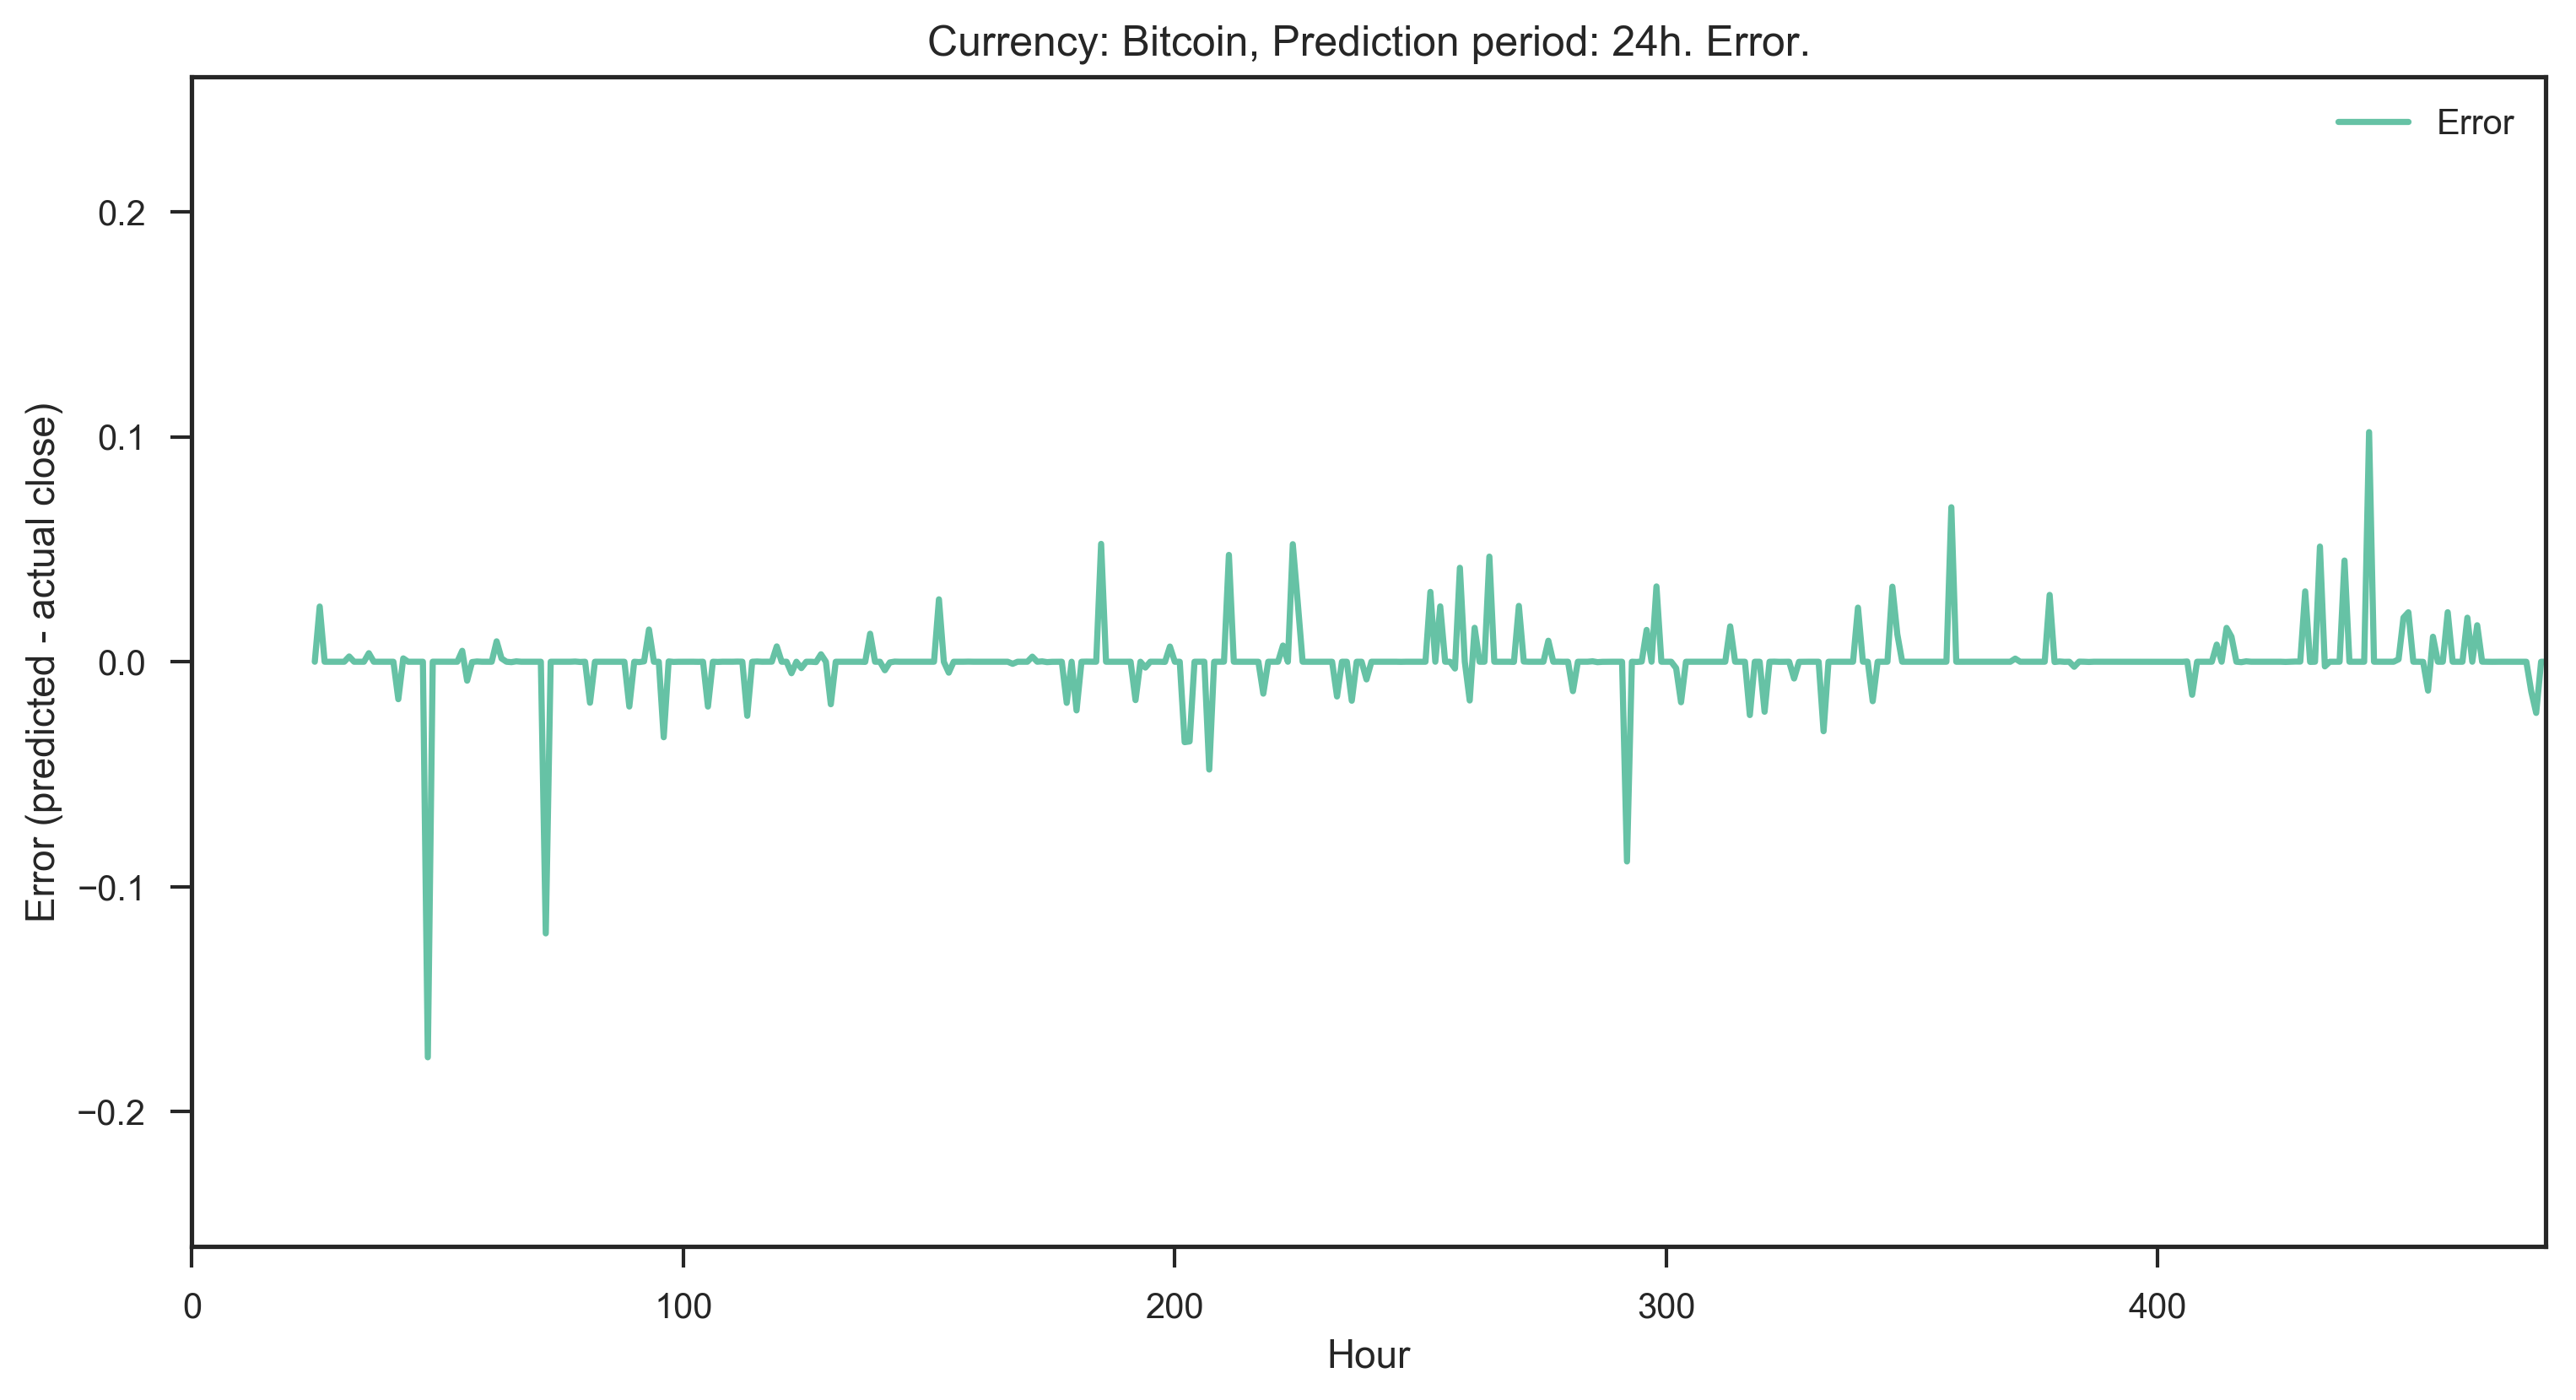 Currency: Bitcoin, Prediction period: 24h. Error.
Error
0.2
0.1
0.0
−0.1
−0.2
Error (predicted - actual close)
0 100 200 300 400
Hour